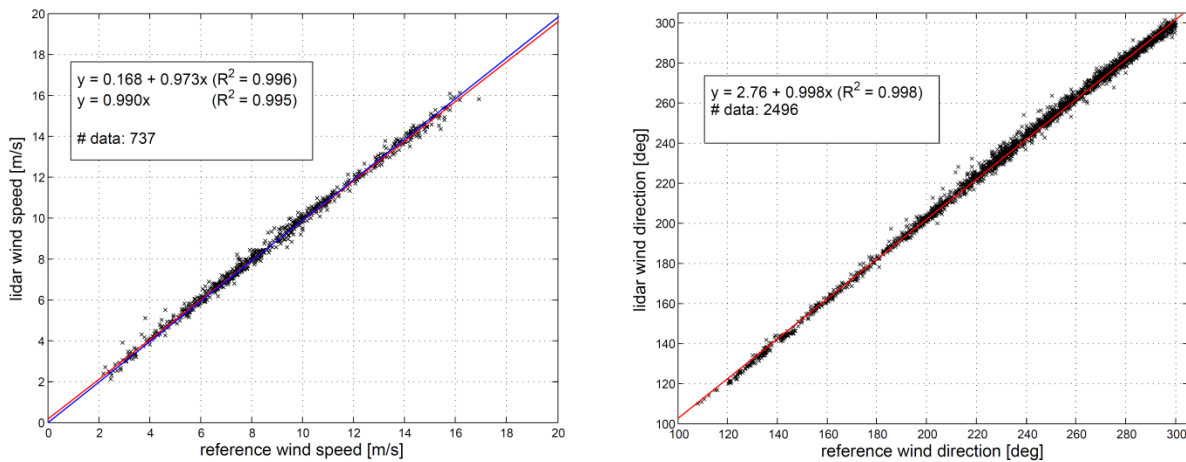 20
18
16
14
12
10
8
6
4
2
0
lidar wind speed [m/s]
y = 0.168 + 0.973x (R² = 0.996)
y = 0.990x (R² = 0.995)
# data: 737
0 2 4 6 8 10 12 14 16 18 20
reference wind speed [m/s]
300
280
260
240
220
200
180
160
140
120
100
lidar wind direction [deg]
y = 2.76 + 0.998x (R² = 0.998)
# data: 2496
100 120 140 160 180 200 220 240 260 280 300
reference wind direction [deg]